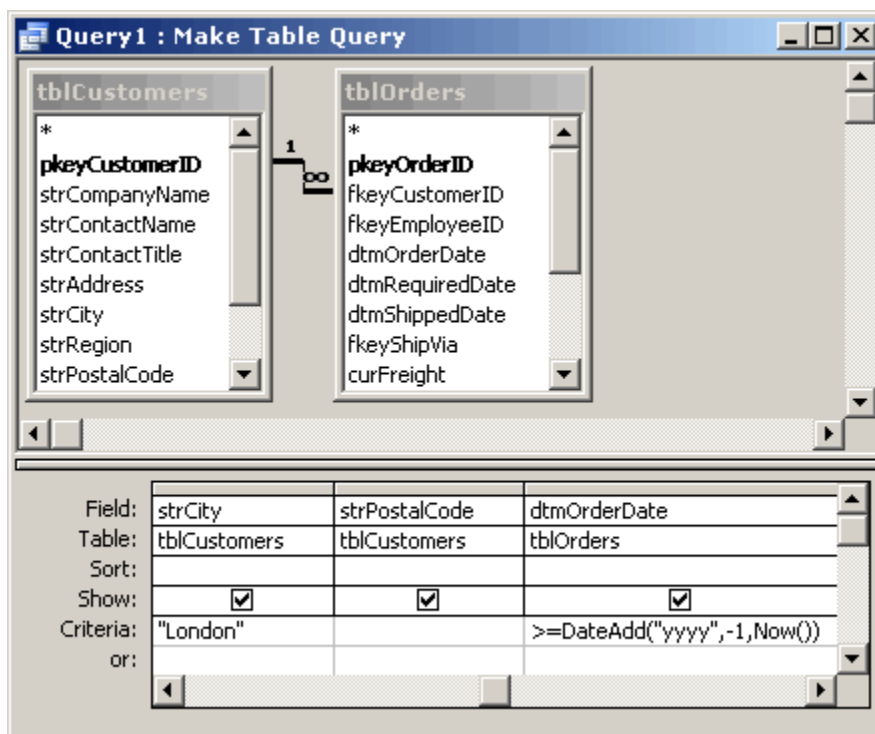 Query1 : Make Table Query
tblCustomers
*
pkeyCustomerID
strCompanyName
strContactName
strContactTitle
strAddress
strCity
strRegion
strPostalCode
1
∞
tblOrders
*
pkeyOrderID
fkeyCustomerID
fkeyEmployeeID
dtmOrderDate
dtmRequiredDate
dtmShippedDate
fkeyShipVia
curFreight
Field: strCity strPostalCode dtmOrderDate
Table: tblCustomers tblCustomers tblOrders
Sort:
Show:
Criteria: "London" >=DateAdd("yyyy",-1,Now())
or: